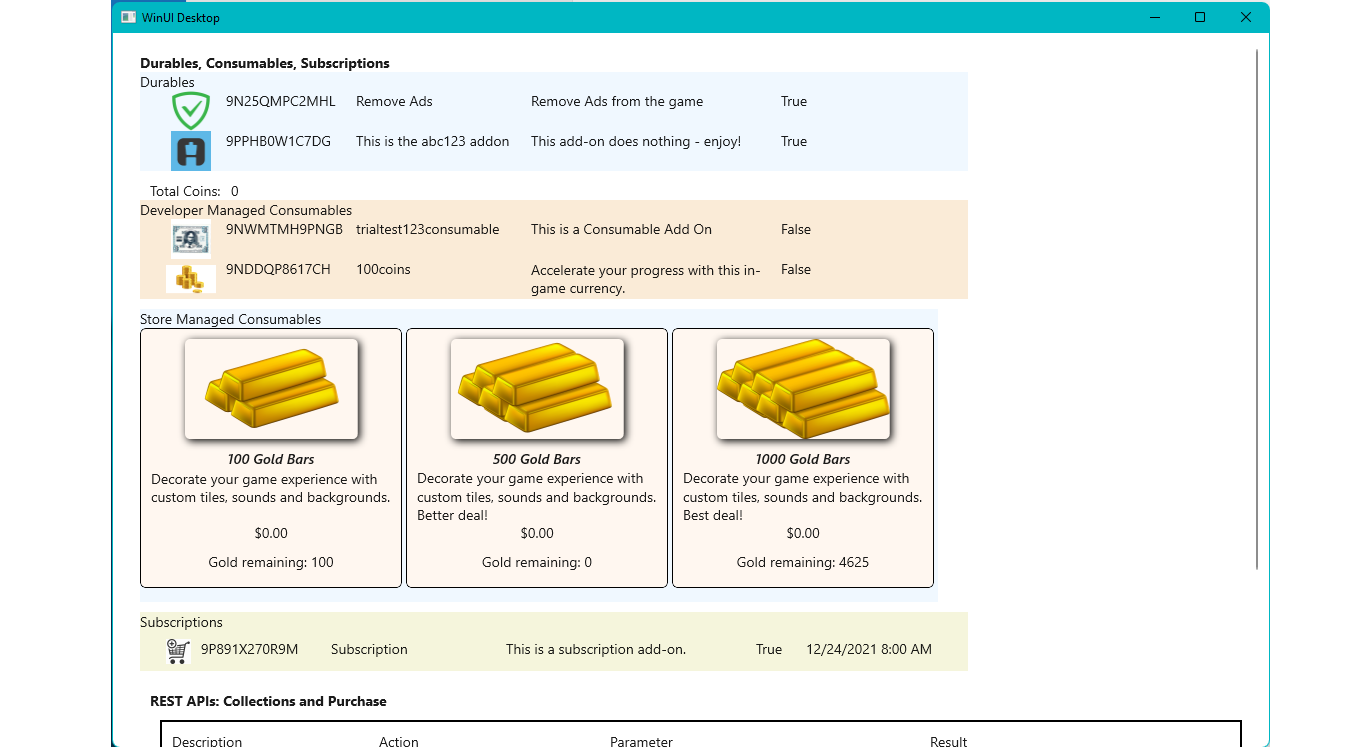 WinUI Desktop
Durables, Consumables, Subscriptions
Durables
9N25QMPC2MHL Remove Ads Remove Ads from the game True
9PPHB0W1C7DG This is the abc123 addon This add-on does nothing - enjoy! True
Total Coins: 0
Developer Managed Consumables
9NWMTMH9PNGB trialtest123consumable This is a Consumable Add On False
9NDDQP8617CH 100coins Accelerate your progress with this in- False
game currency.
Store Managed Consumables
100 Gold Bars
Decorate your game experience with
custom tiles, sounds and backgrounds.
$0.00
Gold remaining: 100
500 Gold Bars
Decorate your game experience with
custom tiles, sounds and backgrounds.
Better deal!
$0.00
Gold remaining: 0
1000 Gold Bars
Decorate your game experience with
custom tiles, sounds and backgrounds.
Best deal!
$0.00
Gold remaining: 4625
Subscriptions
9P891X270R9M Subscription This is a subscription add-on. True 12/24/2021 8:00 AM
REST APIs: Collections and Purchase
Description Action Parameter Result